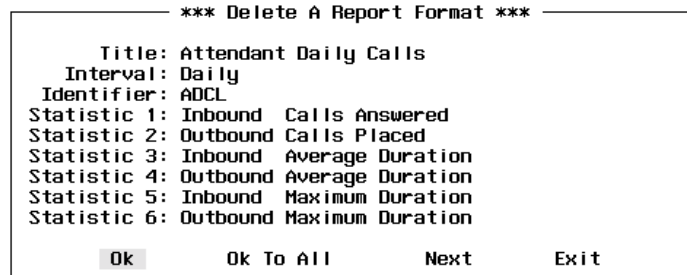 *** Delete A Report Format ***
Title: Attendant Daily Calls
Interval: Daily
Identifier: ADCL
Statistic 1: Inbound Calls Answered
Statistic 2: Outbound Calls Placed
Statistic 3: Inbound Average Duration
Statistic 4: Outbound Average Duration
Statistic 5: Inbound Maximum Duration
Statistic 6: Outbound Maximum Duration
Ok Ok To All Next Exit